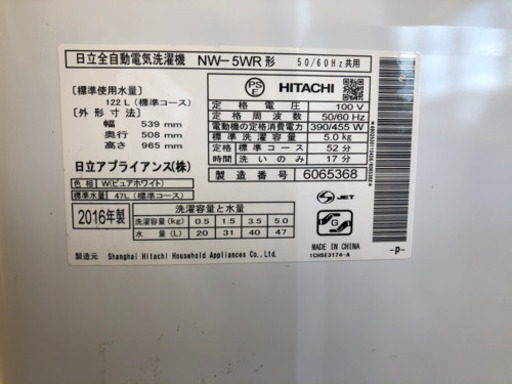 日立全自動電気洗濯機 NW-5WR形 50/60Hz共用
[標準使用水量]
122 L (標準コース)
[外形寸法]
幅 539 mm
奥行 508 mm
高さ 965 mm
日立アプライアンス(株)
色相 W(ピュアホワイト)
標準水量 47L (標準コース)
PS
E
HITACHI
定格電圧 100 V
定格周波数 50/60 Hz
電動機の定格消費電力 390/455 W
標準洗濯容量 5.0kg
定格 標準コース 52分
時間 洗いのみ 17分
製造番号 6065368
2016年製
洗濯容量と水量
洗濯容量(kg) 0.5 1.5 3.5 5.0
水量(L) 20 31 40 47
S JET
MADE IN CHINA
1CHSE3174-A
-p-
製造元 Shanghai Hitachi Household Appliances Co., Ltd.